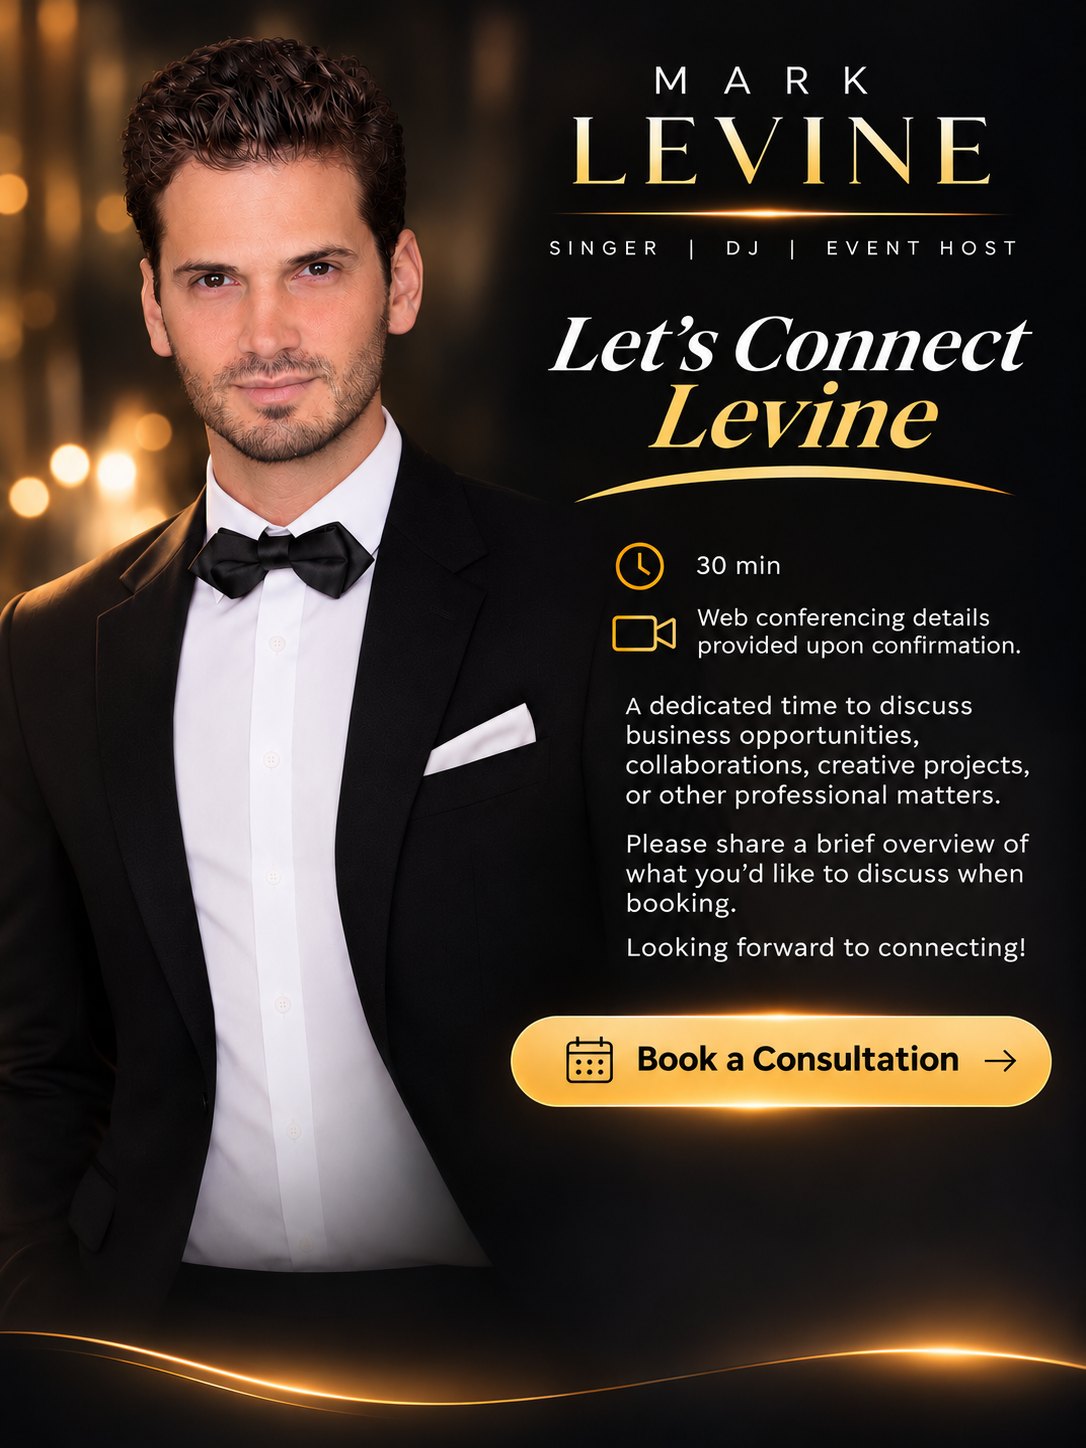 MARK
LEVINE
SINGER | DJ | EVENT HOST
Let's Connect
Levine
30 min
Web conferencing details
provided upon confirmation.
A dedicated time to discuss
business opportunities,
collaborations, creative projects,
or other professional matters.
Please share a brief overview of
what you'd like to discuss when
booking.
Looking forward to connecting!
Book a Consultation →